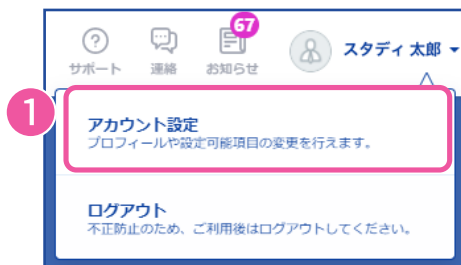 67
サポート 連絡 お知らせ スタディ 太郎
1
アカウント設定
プロフィールや設定可能項目の変更を行えます。
ログアウト
不正防止のため、ご利用後はログアウトしてください。